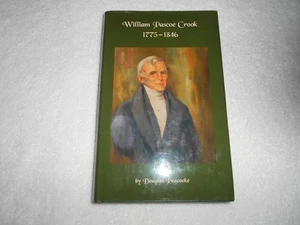 William Pascoe Crook
1775–1846
by Douglas Peacocke